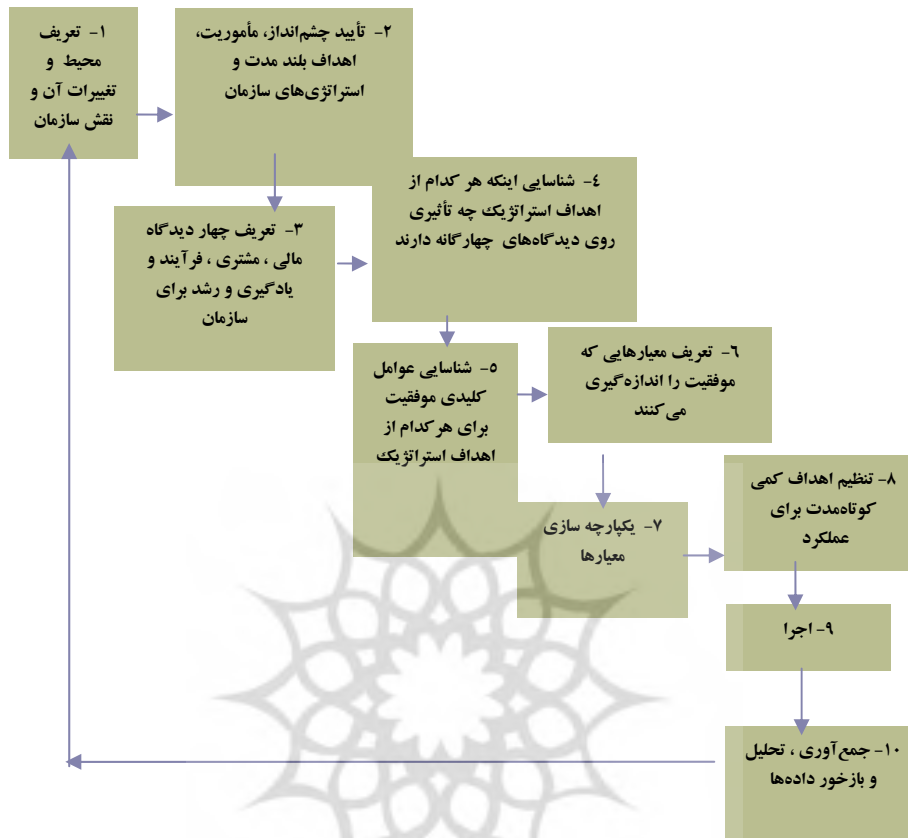 ۱- تعریف
محیط و
تغییرات آن و
نقش سازمان
۲- تأیید چشم‌انداز، مأموریت،
اهداف بلند مدت و
استراتژی‌های سازمان
۳- تعریف چهار دیدگاه
مالی ، مشتری ، فرآیند و
یادگیری و رشد برای
سازمان
٤- شناسایی اینکه هر کدام از
اهداف استراتژیک چه تأثیری
روی دیدگاه‌های چهارگانه دارند
۵- شناسایی عوامل
کلیدی موفقیت
برای هرکدام از
اهداف استراتژیک
۶- تعریف معیارهایی که
موفقیت را اندازه‌گیری
می‌کنند
۷- یکپارچه سازی
معیارها
۸- تنظیم اهداف کمی
کوتاه‌مدت برای
عملکرد
۹- اجرا
۱۰- جمع‌آوری ، تحلیل
و بازخور داده‌ها